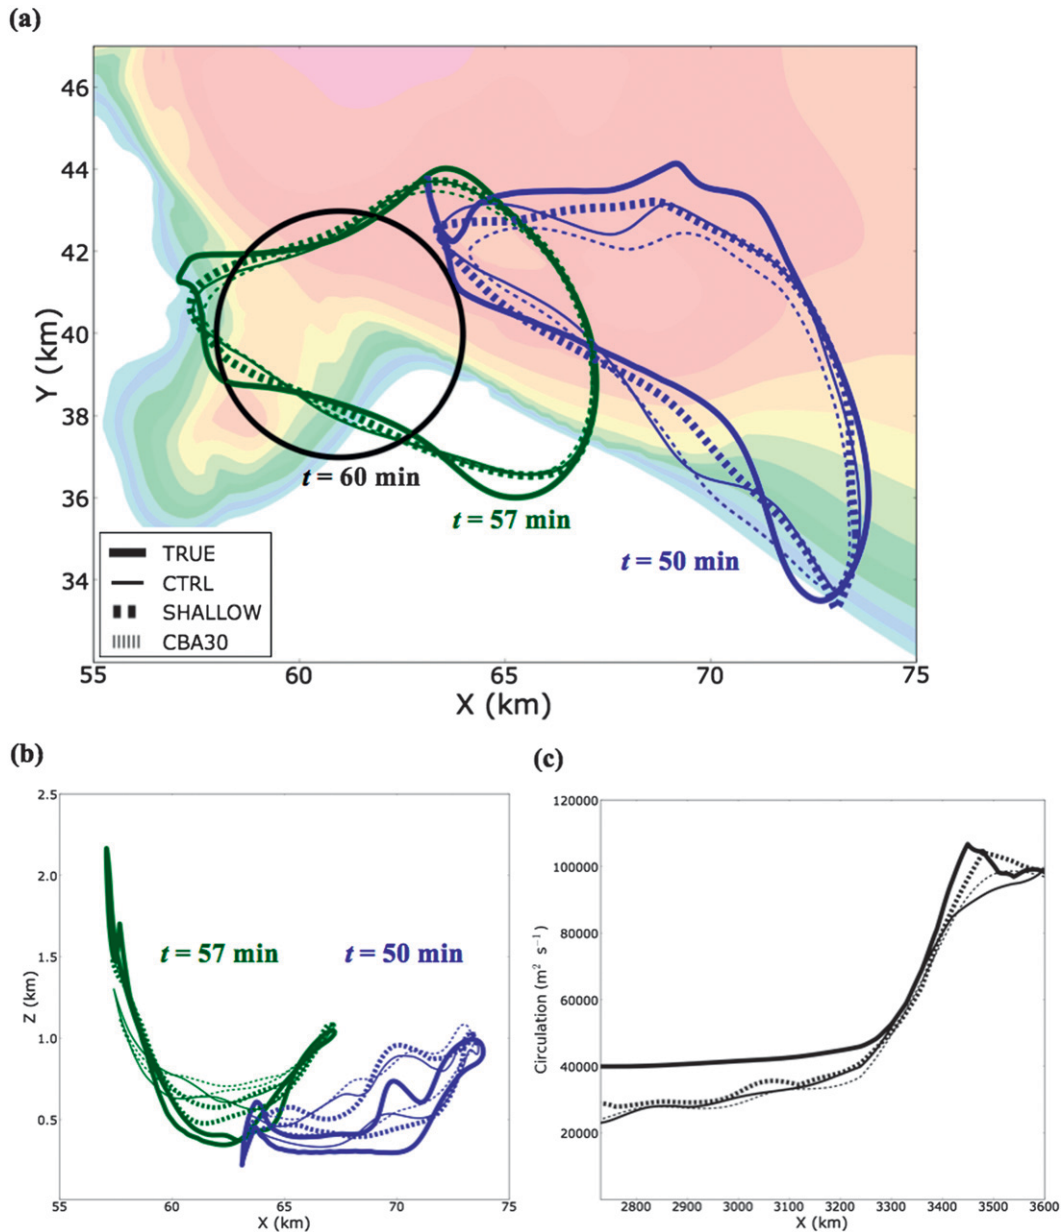 (a)
46
44
42
40
38
36
34
Y (km)
t = 60 min
t = 57 min
t = 50 min
TRUE
CTRL
SHALLOW
CBA30
55
60
65
70
75
X (km)
(b)
2.5
2.0
1.5
1.0
0.5
Z (km)
t = 57 min
t = 50 min
55
60
65
70
75
X (km)
(c)
120000
100000
80000
60000
40000
20000
Circulation (m² s⁻¹)
2800
2900
3000
3100
3200
3300
3400
3500
3600
X (km)